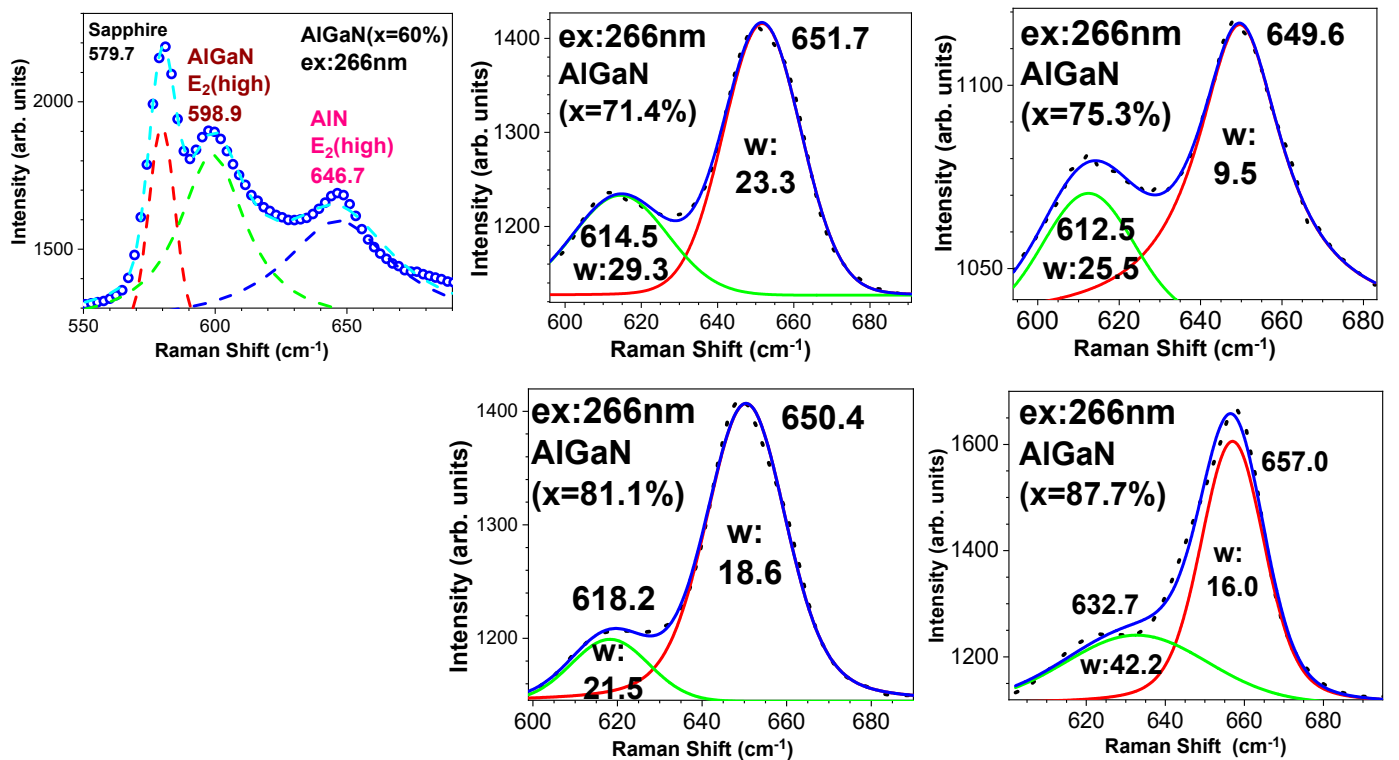 Sapphire
579.7
AlGaN
E₂(high)
598.9
AlGaN(x=60%)
ex:266nm
AlN
E₂(high)
646.7
2000
1750
1500
550
600
650
Intensity (arb. units)
Raman Shift (cm⁻¹)
ex:266nm
AlGaN
(x=71.4%)
651.7
w:
23.3
614.5
w:29.3
1400
1300
1200
600
620
640
660
680
Intensity (arb. units)
Raman Shift (cm⁻¹)
ex:266nm
AlGaN
(x=75.3%)
649.6
w:
9.5
612.5
w:25.5
1100
1050
600
620
640
660
680
Intensity (arb. units)
Raman Shift (cm⁻¹)
ex:266nm
AlGaN
(x=81.1%)
650.4
w:
18.6
618.2
w:
21.5
1400
1300
1200
600
620
640
660
680
Intensity (arb. units)
Raman Shift (cm⁻¹)
ex:266nm
AlGaN
(x=87.7%)
657.0
w:
16.0
632.7
w:42.2
1600
1400
1200
620
640
660
680
Intensity (arb. units)
Raman Shift (cm⁻¹)